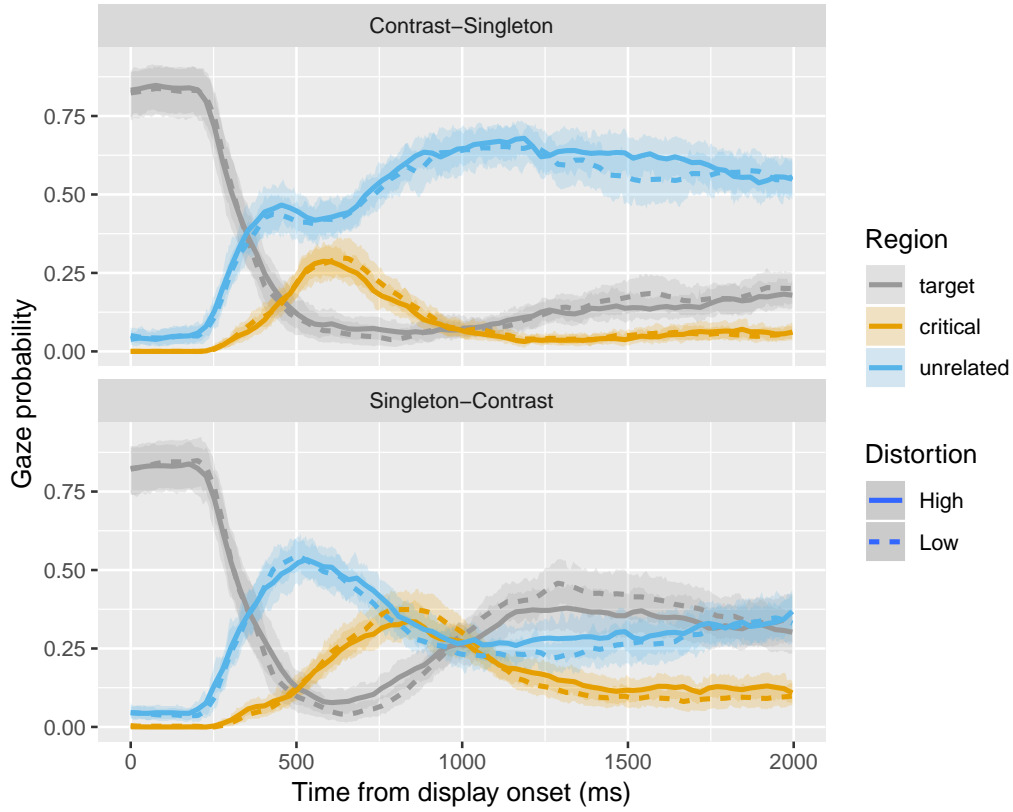 Contrast−Singleton
0.75
0.50
0.25
0.00
Singleton−Contrast
0.75
0.50
0.25
0.00
0
500
1000
1500
2000
Time from display onset (ms)
Gaze probability
Region
target
critical
unrelated
Distortion
High
Low